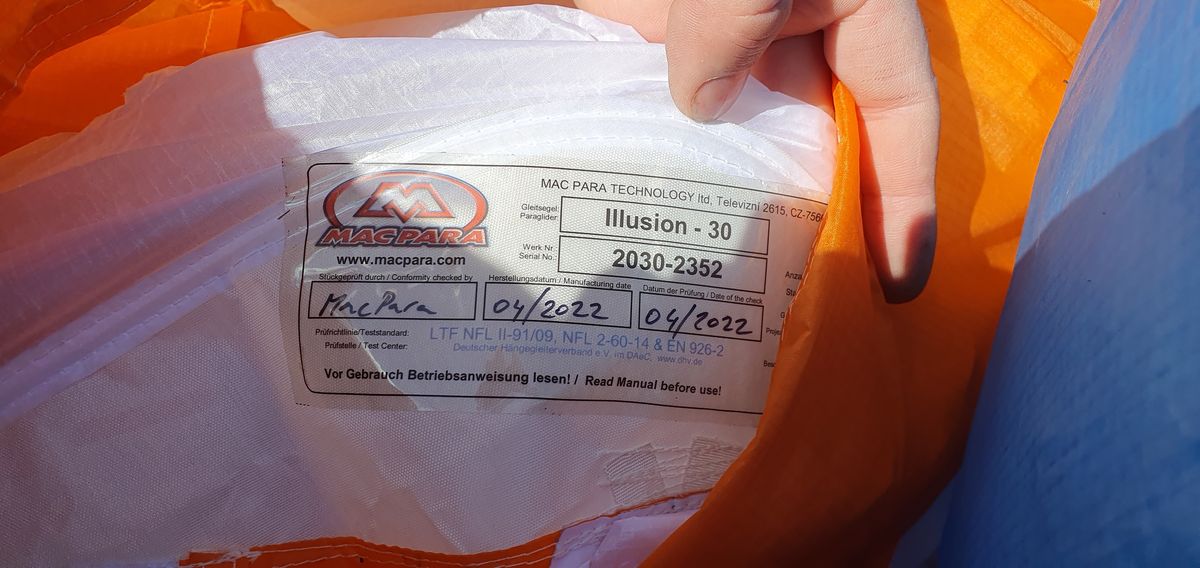 MAC PARA TECHNOLOGY ltd, Televizní 2615, CZ-756
MAC PARA
www.macpara.com
Gleitsegel:
Paraglider:
Illusion - 30
Werk Nr.
Serial No.:
2030-2352
Stückgeprüft durch / Conformity checked by
Herstellungsdatum / Manufacturing date
Datum der Prüfung / Date of the check
MacPara
04/2022
04/2022
Prüfrichtlinie/Teststandard:
LTF NFL II-91/09, NFL 2-60-14 & EN 926-2
Prüfstelle / Test Center:
Deutscher Hängegleiterverband e.V. im DAeC, www.dhv.de
Vor Gebrauch Betriebsanweisung lesen! / Read Manual before use!